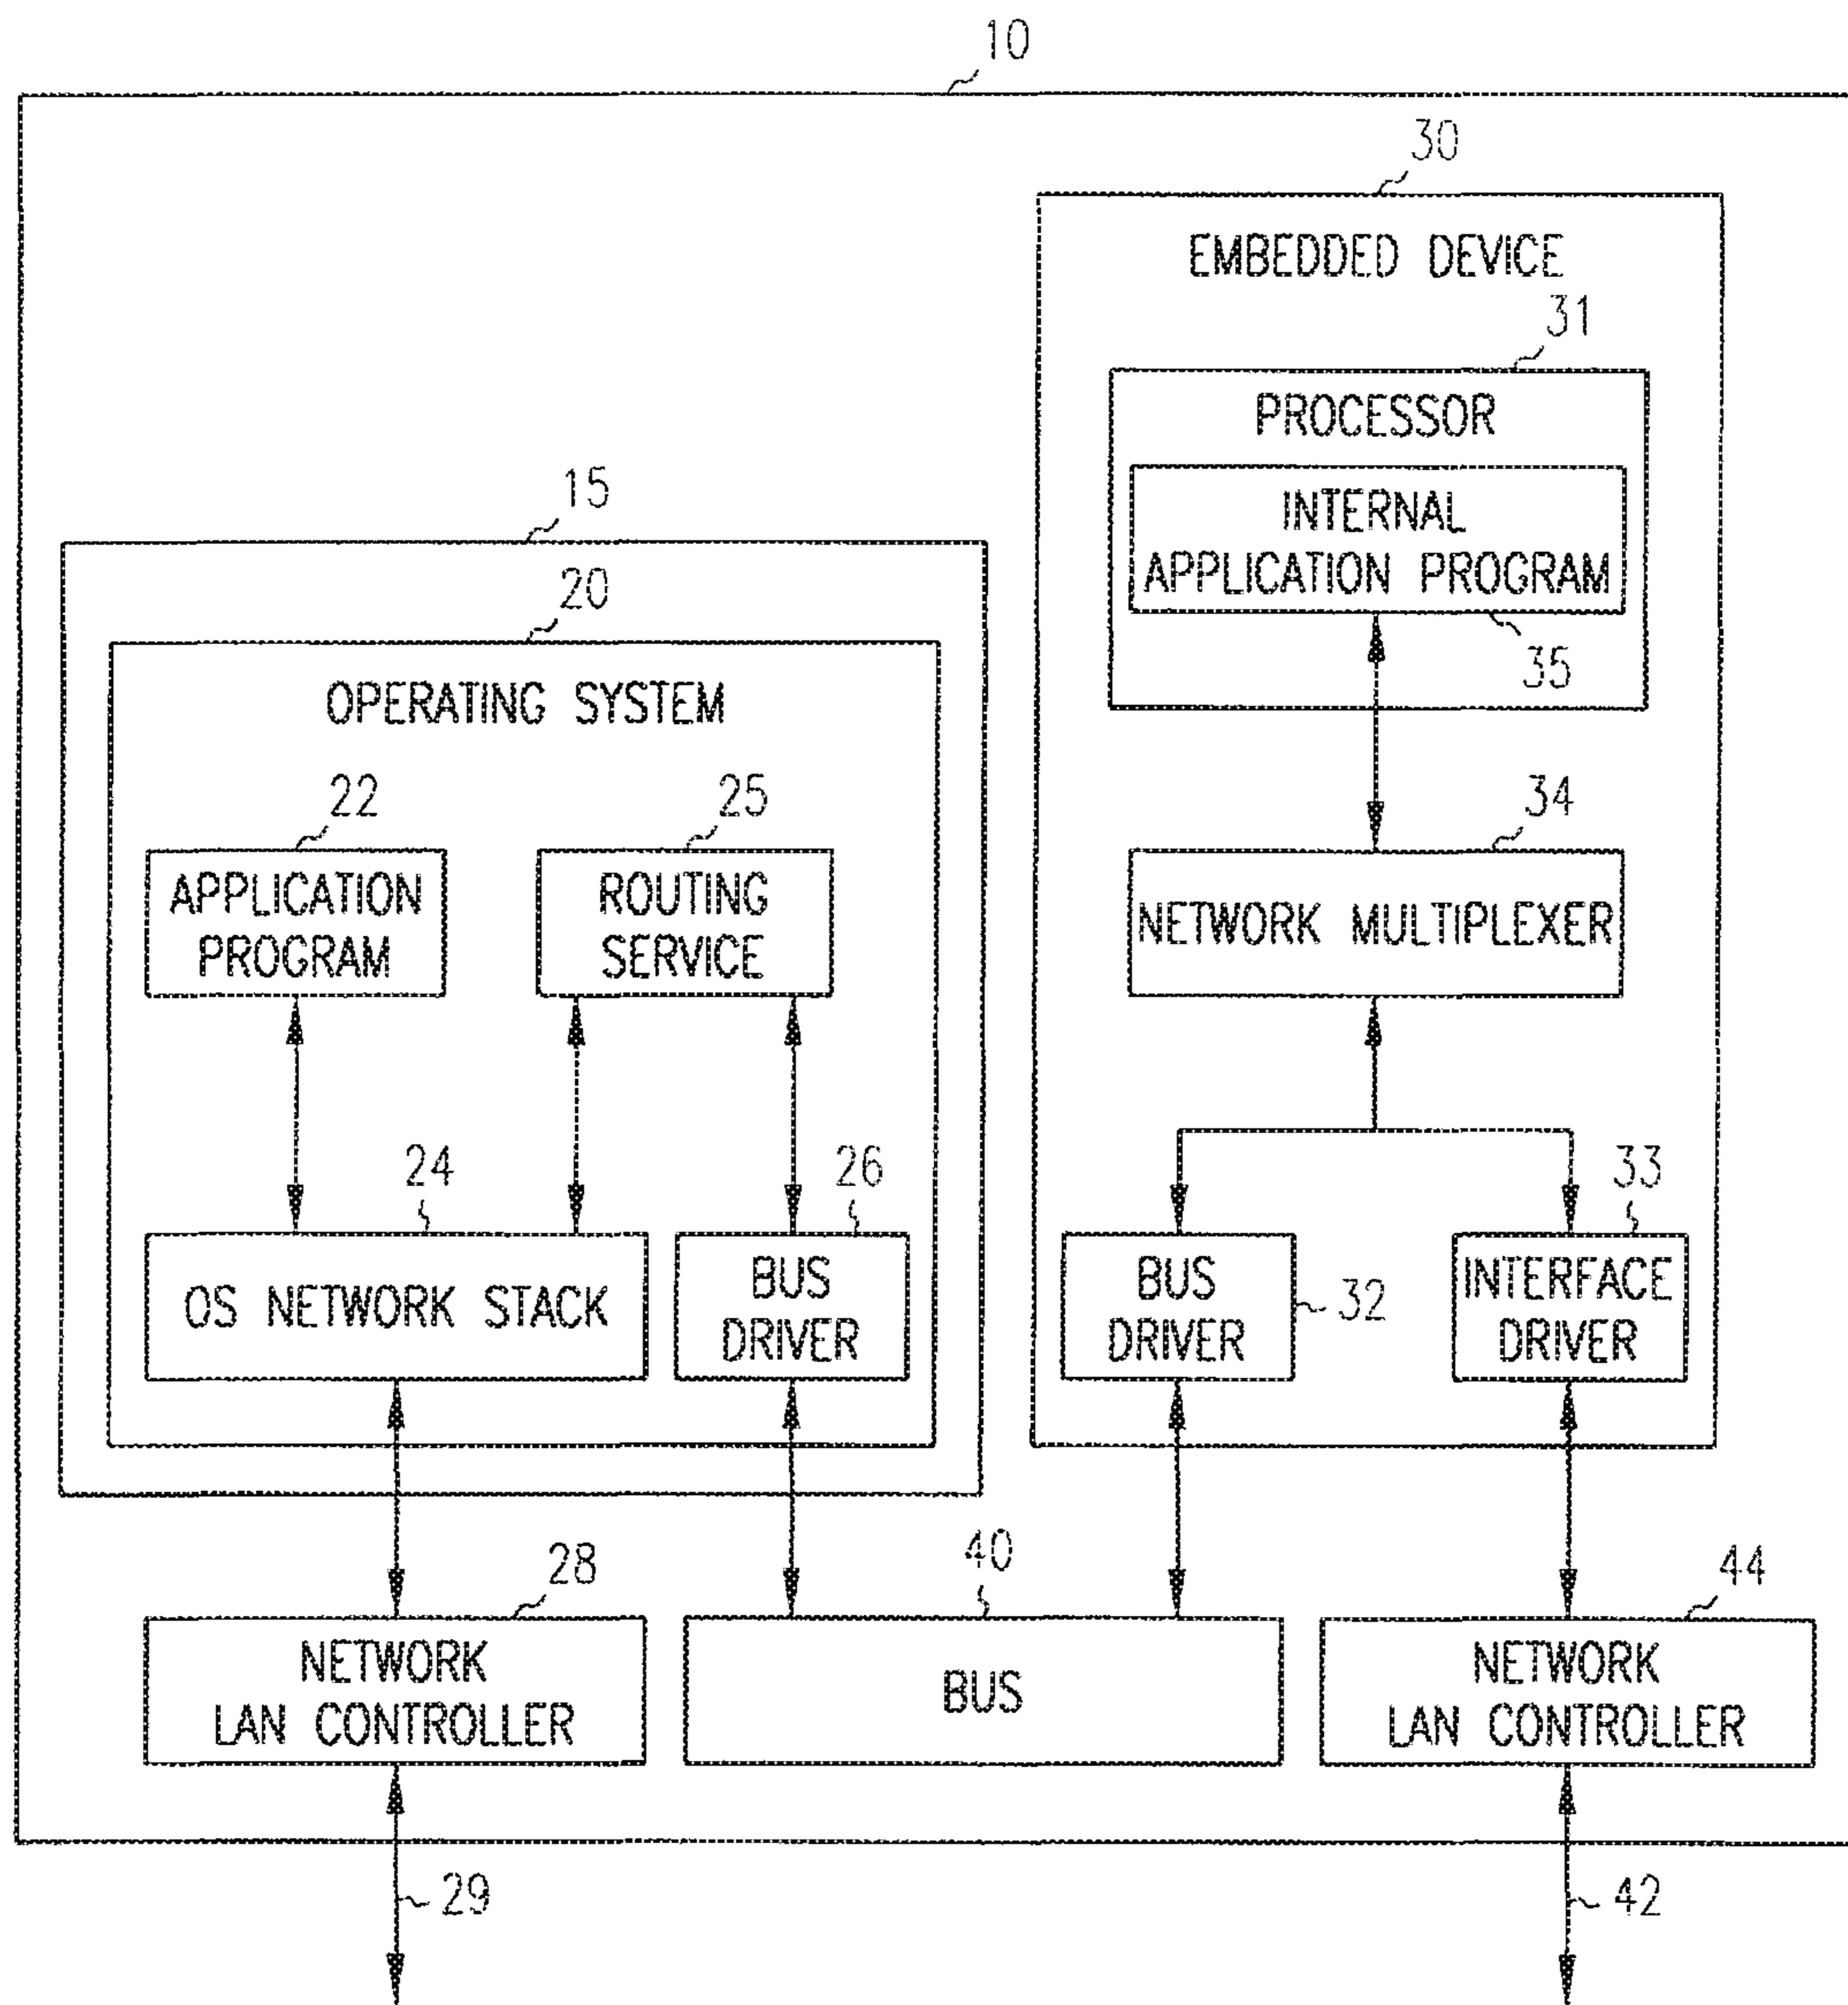 10
30
EMBEDDED DEVICE
31
PROCESSOR
INTERNAL
APPLICATION PROGRAM
35
15
20
OPERATING SYSTEM
22
APPLICATION
PROGRAM
25
ROUTING
SERVICE
34
NETWORK MULTIPLEXER
24
OS NETWORK STACK
26
BUS
DRIVER
BUS
DRIVER
32
33
INTERFACE
DRIVER
28
NETWORK
LAN CONTROLLER
40
BUS
44
NETWORK
LAN CONTROLLER
29
42